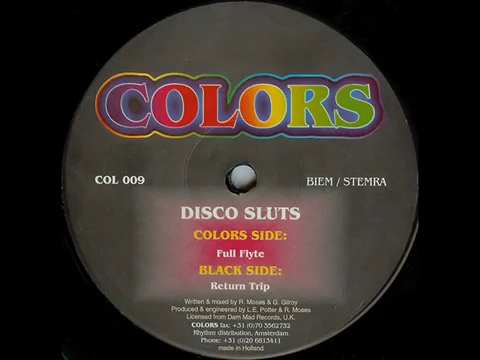 COLORS
COL 009
BIEM / STEMRA
DISCO SLUTS
COLORS SIDE:
Full Flyte
BLACK SIDE:
Return Trip
Written & mixed by R. Moses & G. Gilroy
Produced & engineered by L.E. Potter & R. Moses
Licensed from Dam Mad Records, U.K.
COLORS fax: +31 (0)70 3562752
Rhythm distribution, Amsterdam
Phone: +31 (0)20 6813411
made in Holland